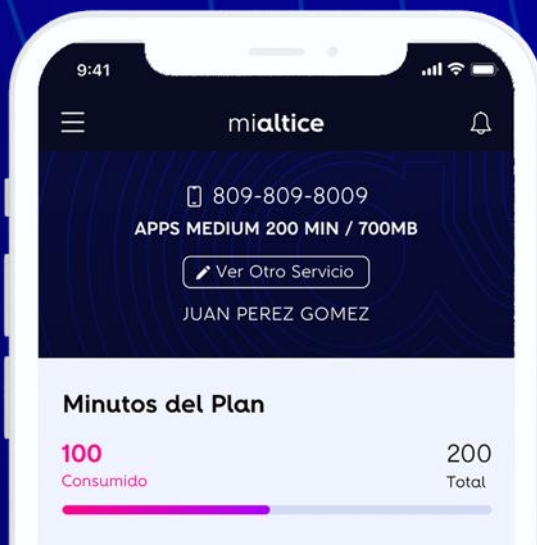 9:41
mialtice
809-809-8009
APPS MEDIUM 200 MIN / 700MB
Ver Otro Servicio
JUAN PEREZ GOMEZ
Minutos del Plan
100 200
Consumido Total